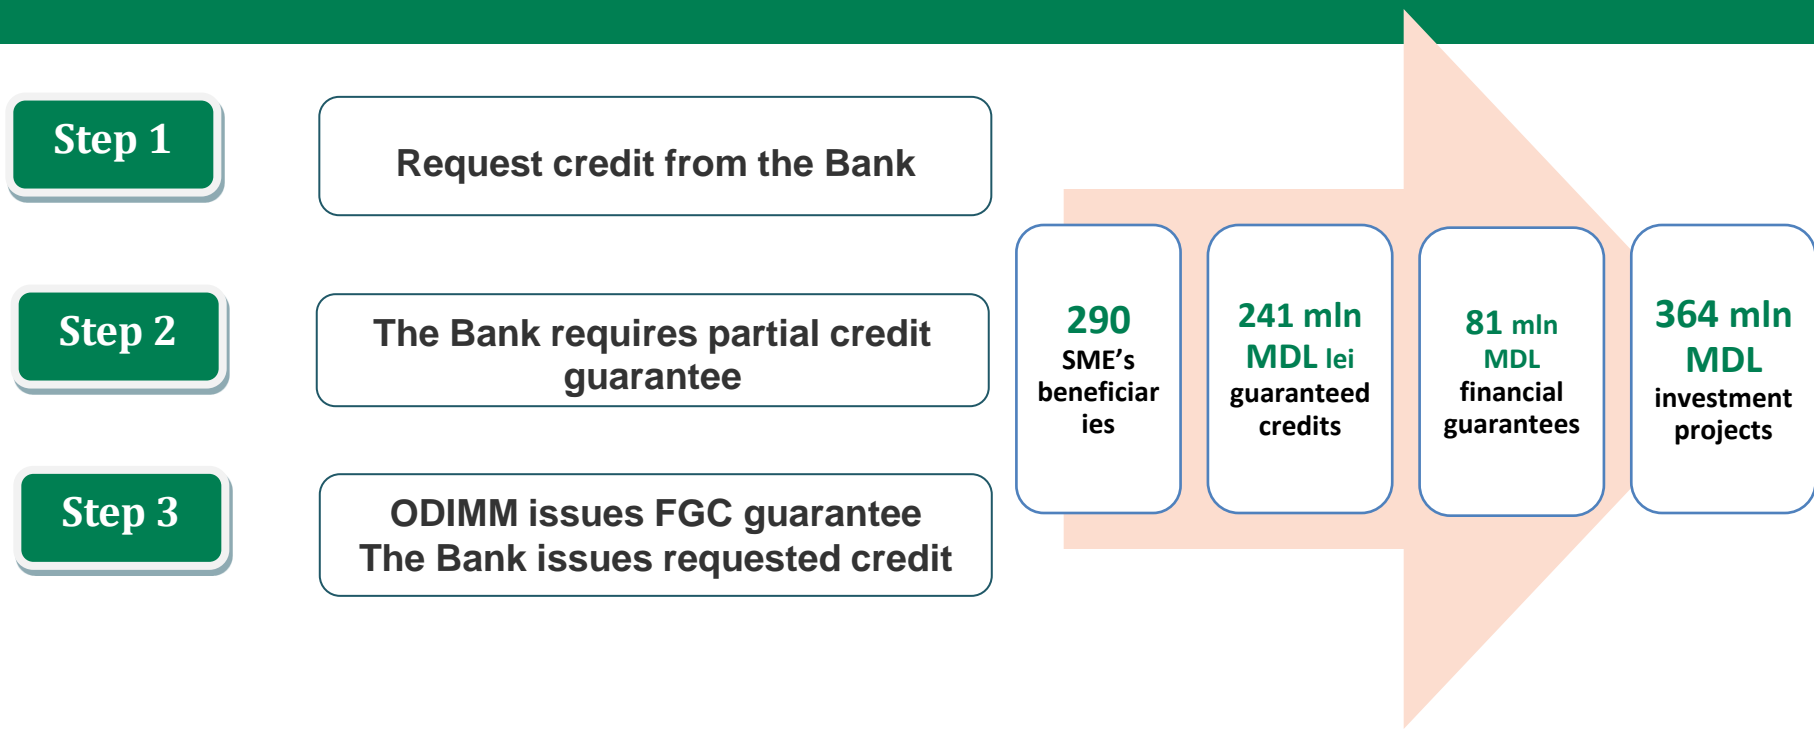 Step 1
Request credit from the Bank
Step 2
The Bank requires partial credit
guarantee
Step 3
ODIMM issues FGC guarantee
The Bank issues requested credit
290
SME’s
beneficiar
ies
241 mln
MDL lei
guaranteed
credits
81 mln
MDL
financial
guarantees
364 mln
MDL
investment
projects